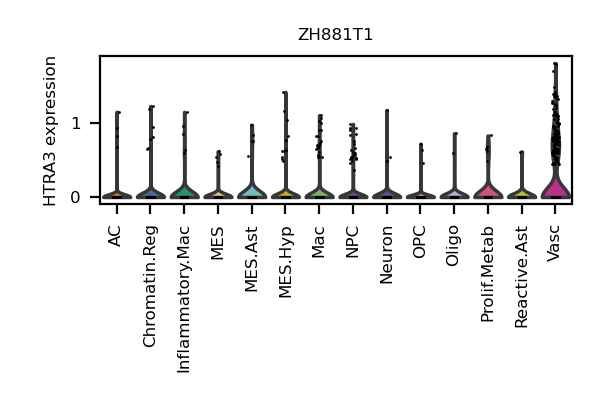 ZH881T1
HTRA3 expression
1
0
AC
Chromatin.Reg
Inflammatory.Mac
MES
MES.Ast
MES.Hyp
Mac
NPC
Neuron
OPC
Oligo
Prolif.Metab
Reactive.Ast
Vasc